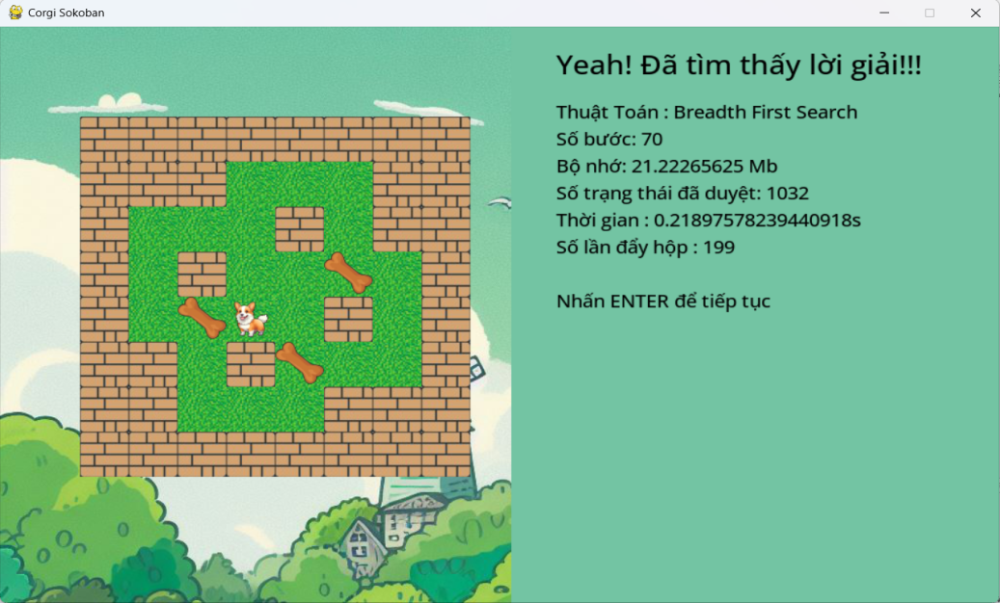 Corgi Sokoban
Yeah! Đã tìm thấy lời giải!!!
Thuật Toán : Breadth First Search
Số bước: 70
Bộ nhớ: 21.22265625 Mb
Số trạng thái đã duyệt: 1032
Thời gian : 0.21897578239440918s
Số lần đẩy hộp : 199
Nhấn ENTER để tiếp tục